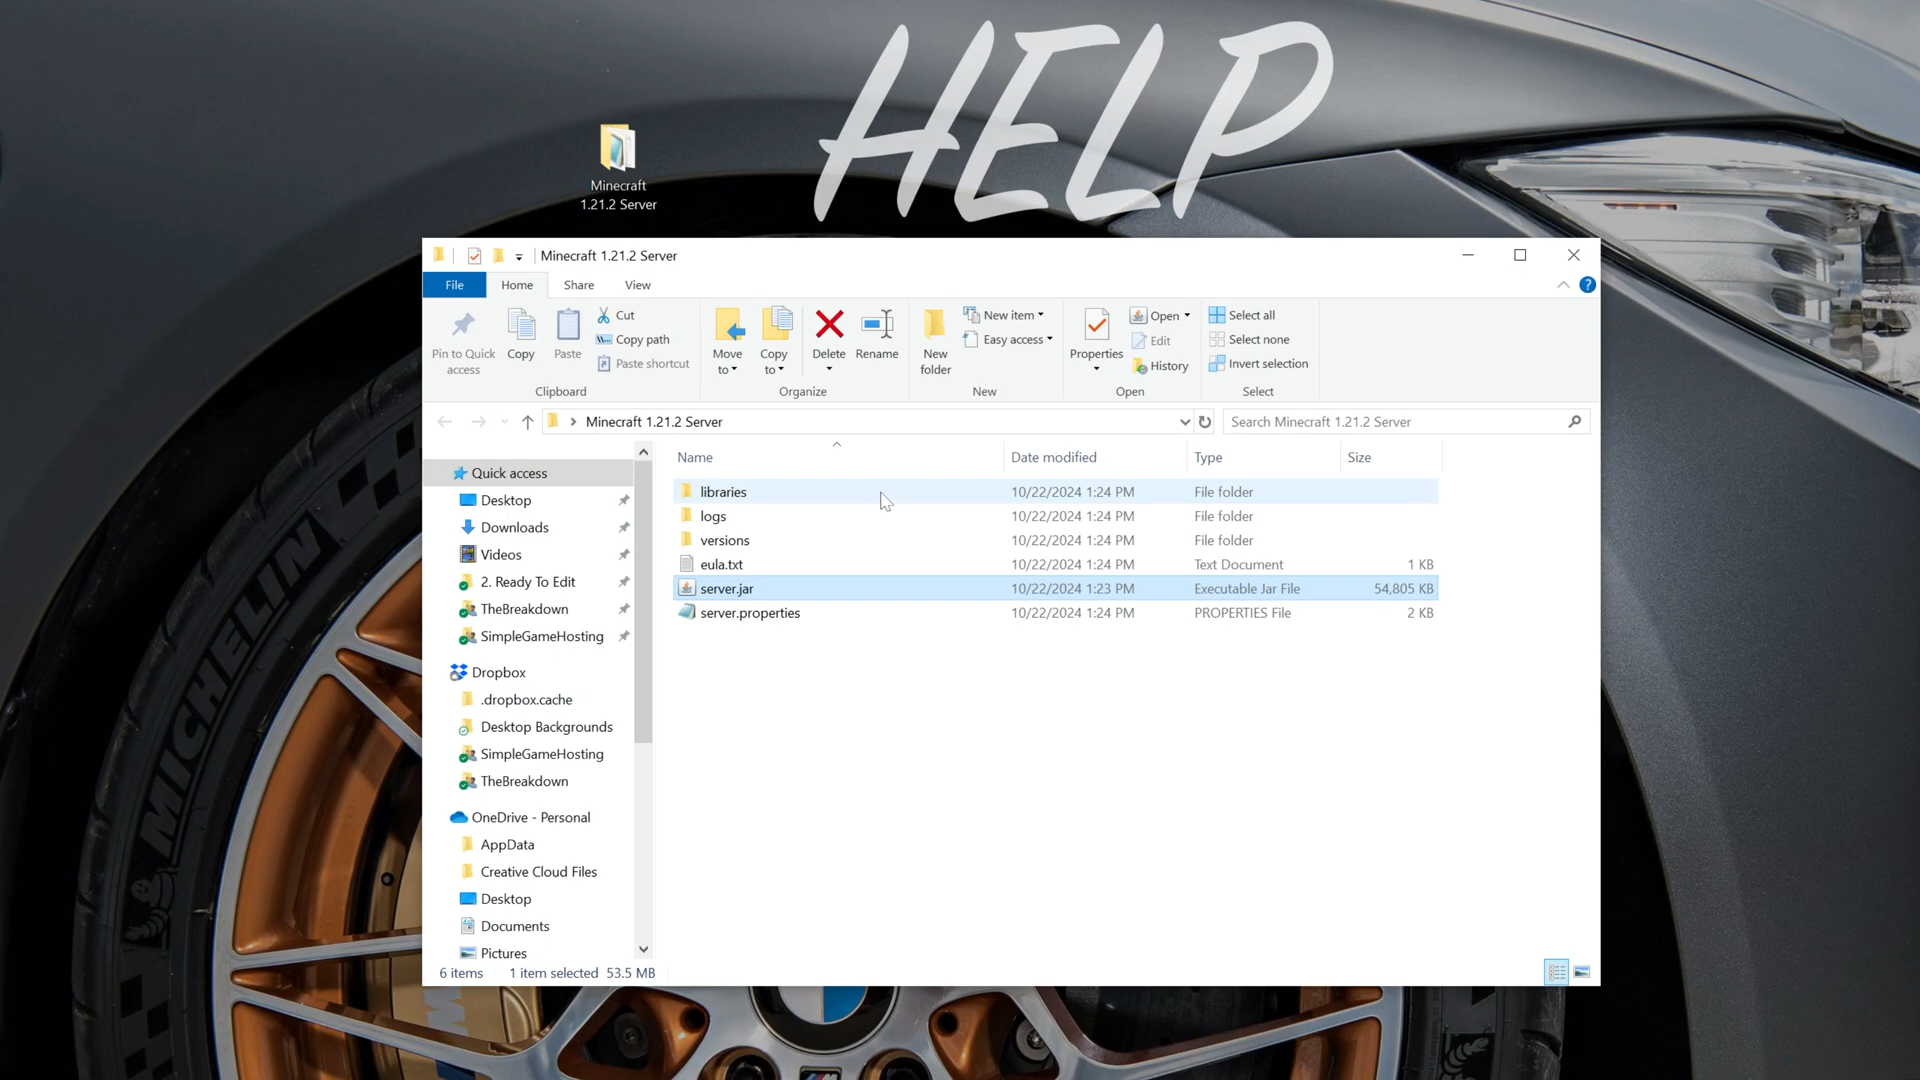 HELP
Minecraft
1.21.2 Server
Minecraft 1.21.2 Server
File Home Share View
Pin to Quick access
Copy
Paste
Cut
Copy path
Paste shortcut
Clipboard
Move to
Copy to
Delete
Rename
Organize
New folder
New item
Easy access
New
Properties
Open
Edit
History
Open
Select all
Select none
Invert selection
Select
Minecraft 1.21.2 Server
Search Minecraft 1.21.2 Server
Quick access
Desktop
Downloads
Videos
2. Ready To Edit
TheBreakdown
SimpleGameHosting
Dropbox
.dropbox.cache
Desktop Backgrounds
SimpleGameHosting
TheBreakdown
OneDrive - Personal
AppData
Creative Cloud Files
Desktop
Documents
Pictures
Name Date modified Type Size
libraries 10/22/2024 1:24 PM File folder
logs 10/22/2024 1:24 PM File folder
versions 10/22/2024 1:24 PM File folder
eula.txt 10/22/2024 1:24 PM Text Document 1 KB
server.jar 10/22/2024 1:23 PM Executable Jar File 54,805 KB
server.properties 10/22/2024 1:24 PM PROPERTIES File 2 KB
6 items 1 item selected 53.5 MB
MICHELIN